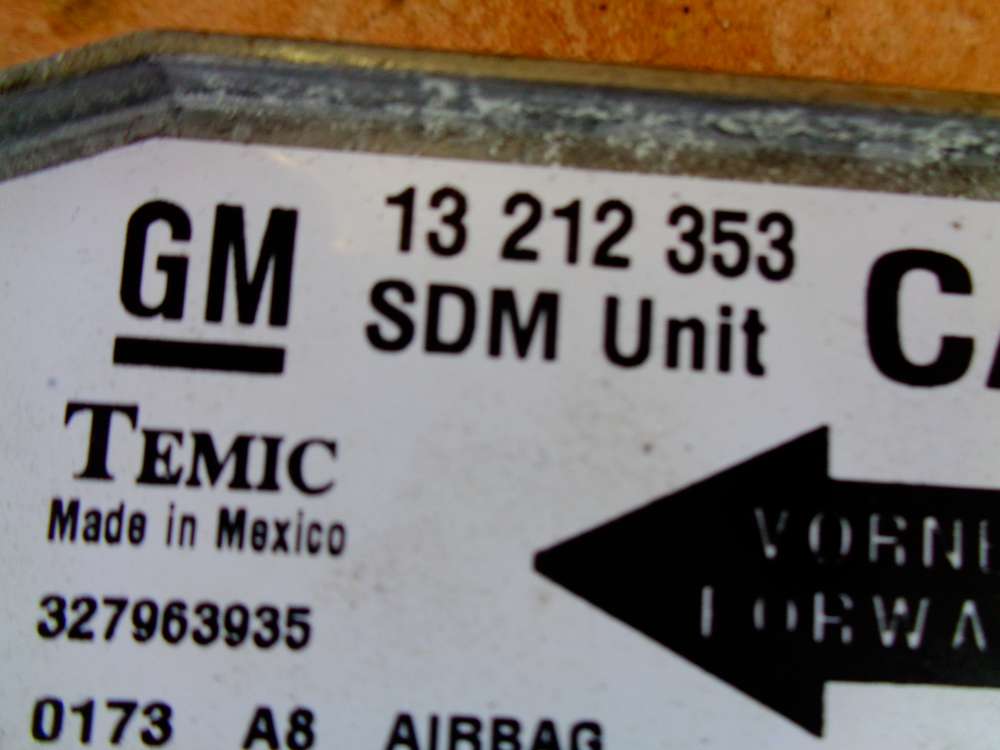 GM
13 212 353
SDM Unit
TEMIC
Made in Mexico
327963935
0173 A8 AIRBAG